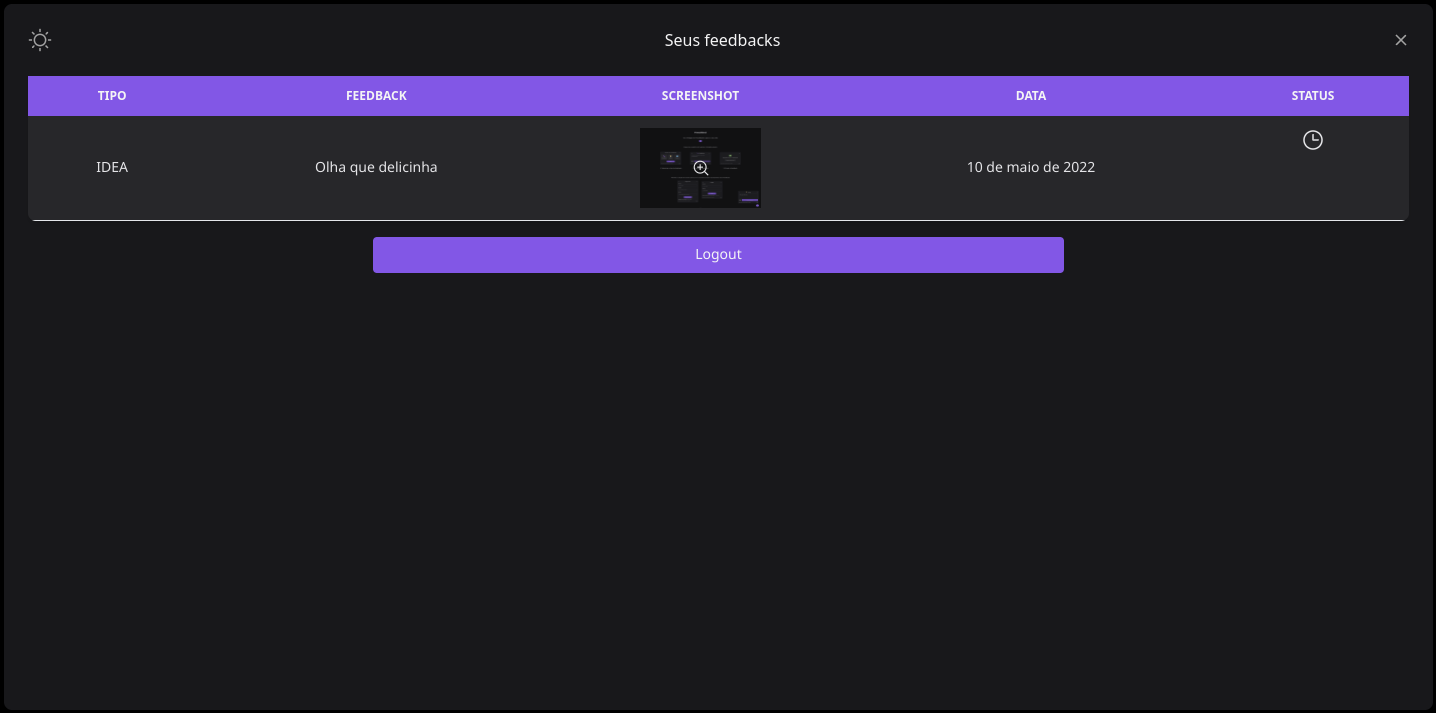 Seus feedbacks
TIPO FEEDBACK SCREENSHOT DATA STATUS
IDEA Olha que delicinha 10 de maio de 2022
Logout